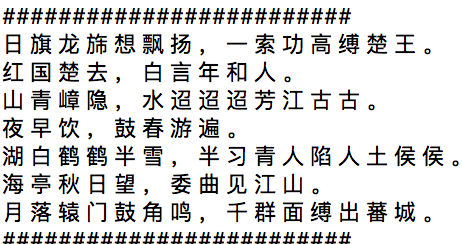 ##########################
日旗龙旆想飘扬，一索功高缚楚王。
红国楚去，白言年和人。
山青嶂隐，水迢迢迢芳江古古。
夜早饮，鼓春游遍。
湖白鹤鹤半雪，半习青人陷人土侯侯。
海亭秋日望，委曲见江山。
月落辕门鼓角鸣，千群面缚出蕃城。
##########################